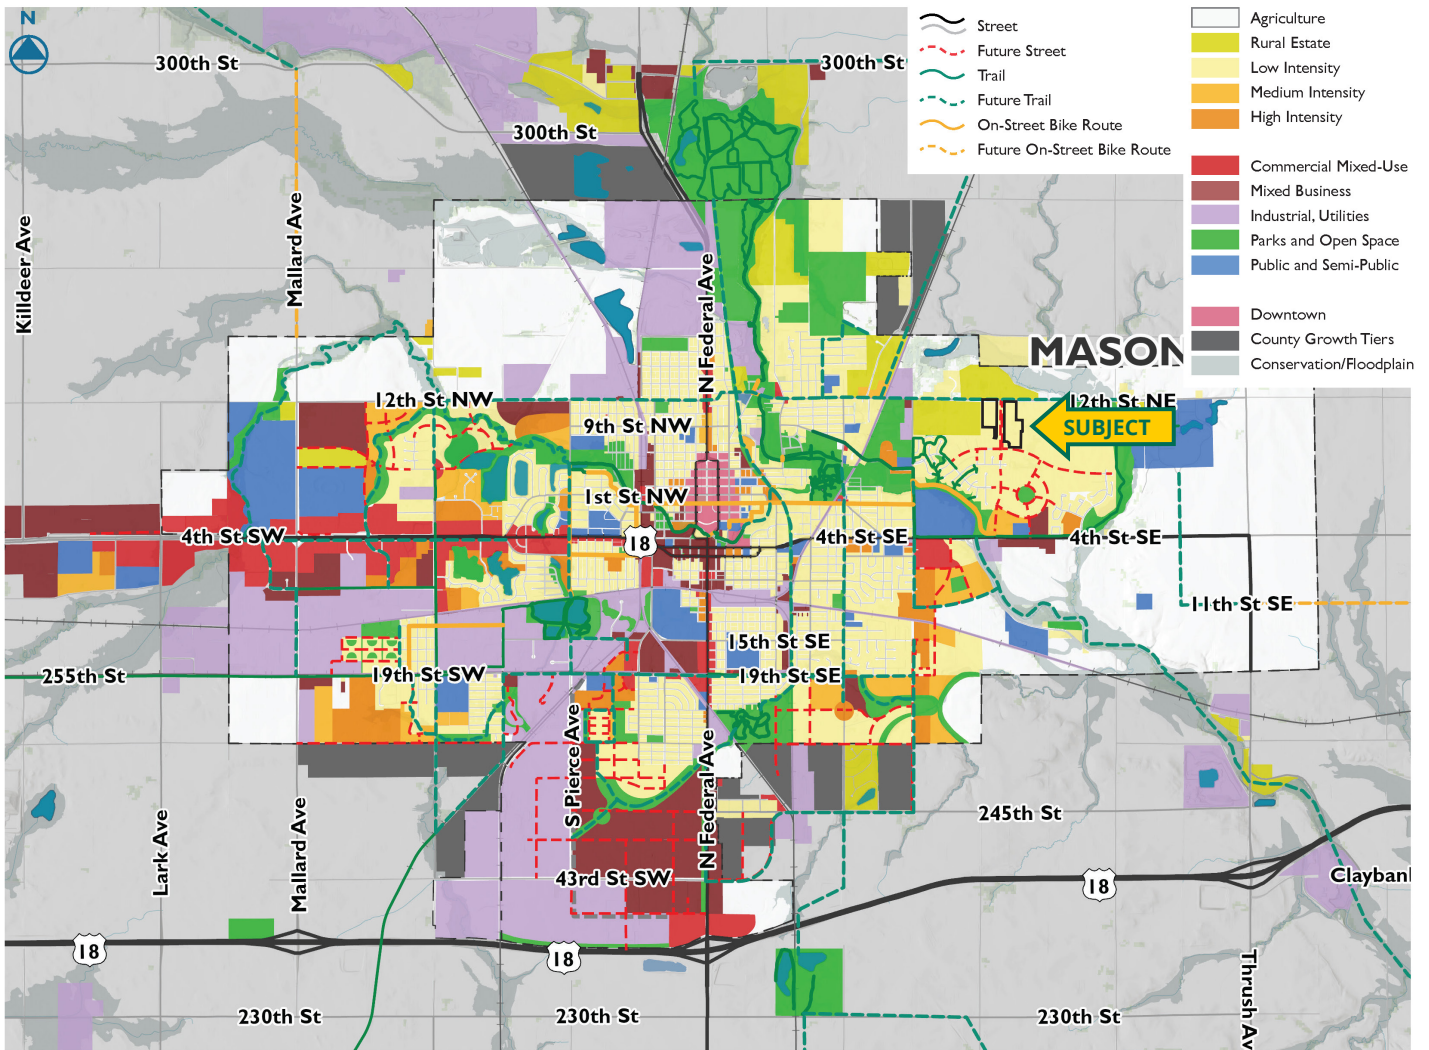 N
300th St
300th St
300th St
Street
Future Street
Trail
Future Trail
On-Street Bike Route
Future On-Street Bike Route
Agriculture
Rural Estate
Low Intensity
Medium Intensity
High Intensity
Commercial Mixed-Use
Mixed Business
Industrial, Utilities
Parks and Open Space
Public and Semi-Public
Downtown
County Growth Tiers
Conservation/Floodplain
Killdeer Ave
Mallard Ave
N Federal Ave
MASON
12th St NW
12th St NE
9th St NW
SUBJECT
1st St NW
4th St SW
18
4th St SE
4th St SE
11th St SE
15th St SE
255th St
19th St SW
19th St SE
S Pierce Ave
N Federal Ave
Lark Ave
Mallard Ave
245th St
43rd St SW
18
Claybank
18
18
Thrush Av
230th St
230th St
230th St